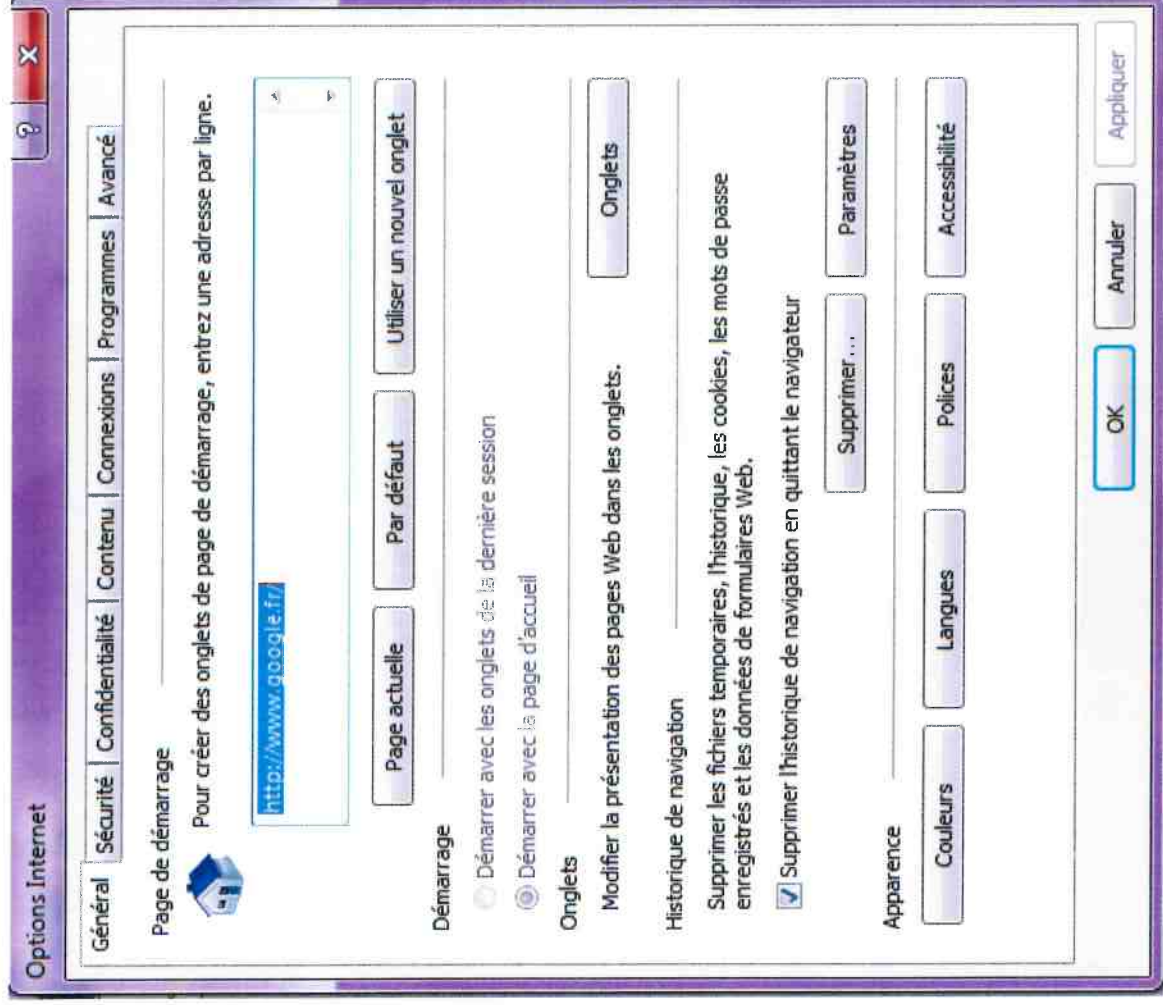 Options Internet
?
X
Général Sécurité Confidentialité Contenu Connexions Programmes Avancé
Page de démarrage
Pour créer des onglets de page de démarrage, entrez une adresse par ligne.
http://www.google.fr/
Page actuelle Par défaut Utiliser un nouvel onglet
Démarrage
Démarrer avec les onglets de la dernière session
Démarrer avec la page d'accueil
Onglets
Modifier la présentation des pages Web dans les onglets. Onglets
Historique de navigation
Supprimer les fichiers temporaires, l'historique, les cookies, les mots de passe
enregistrés et les données de formulaires Web.
Supprimer l'historique de navigation en quittant le navigateur
Supprimer... Paramètres
Apparence
Couleurs Langues Polices Accessibilité
OK Annuler Appliquer